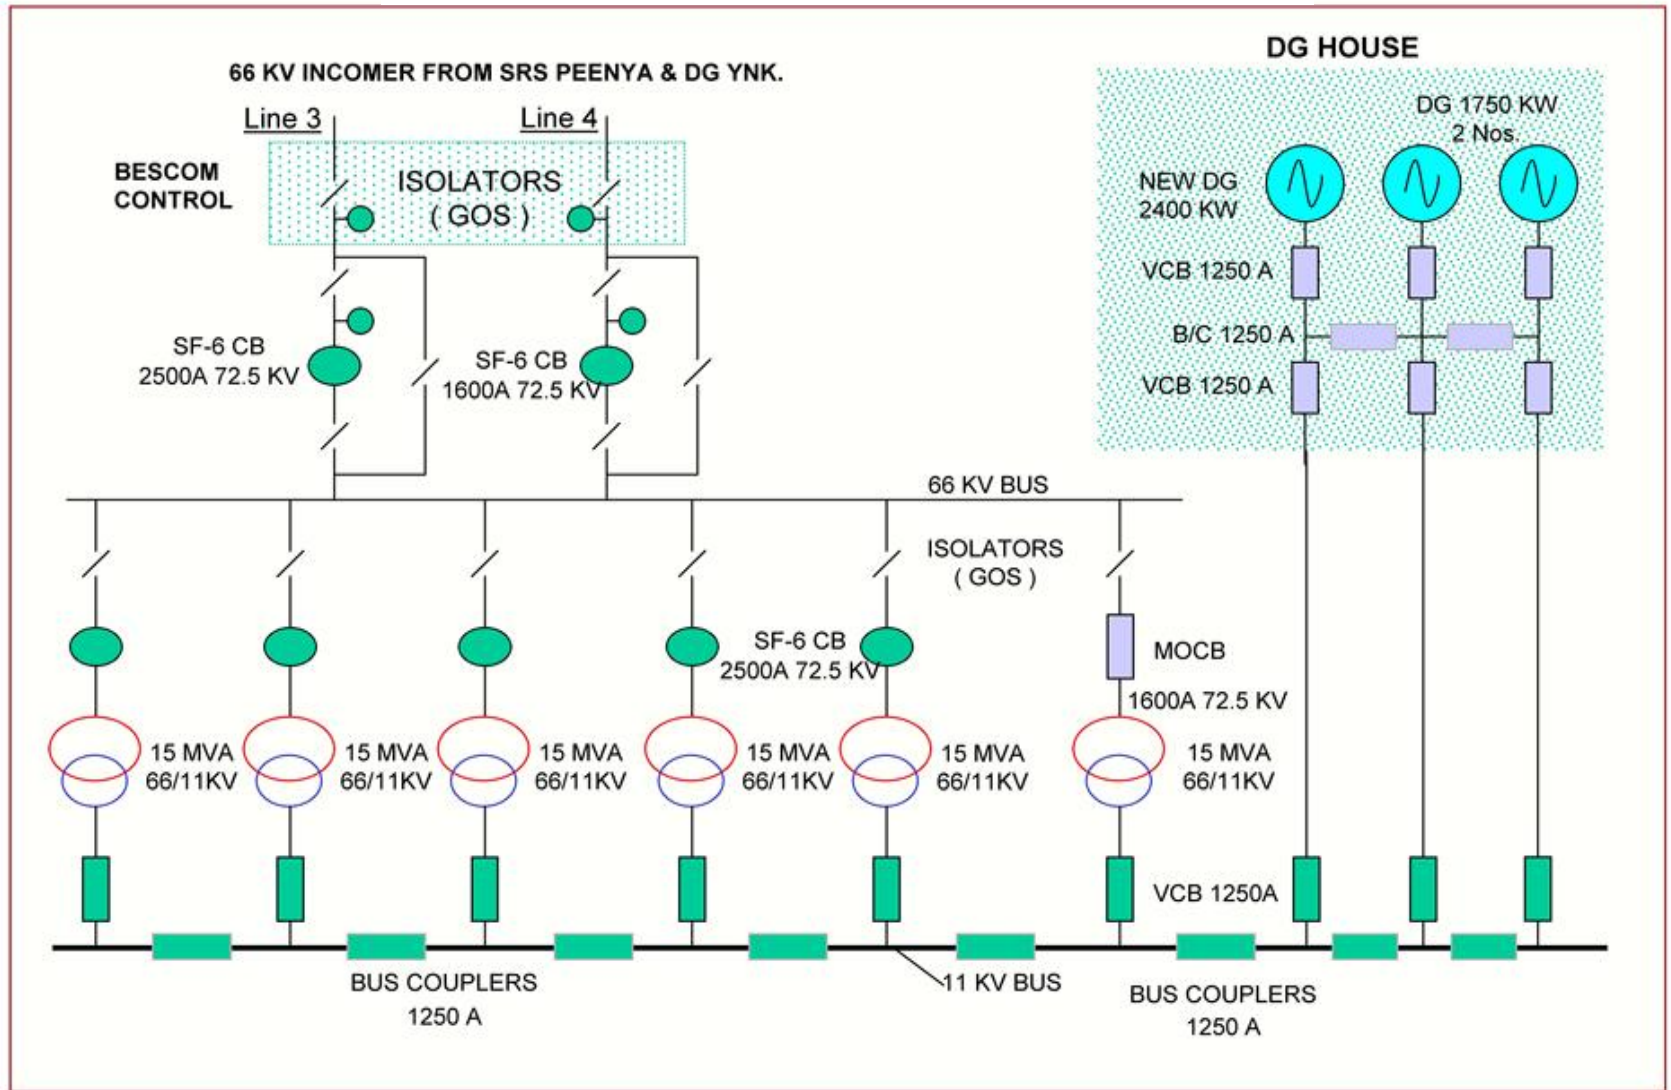 DG HOUSE
66 KV INCOMER FROM SRS PEENYA & DG YNK.
Line 3
Line 4
DG 1750 KW
2 Nos.
BESCOM
CONTROL
ISOLATORS
( GOS )
NEW DG
2400 KW
VCB 1250 A
B/C 1250 A
VCB 1250 A
SF-6 CB
2500A 72.5 KV
SF-6 CB
1600A 72.5 KV
66 KV BUS
ISOLATORS
( GOS )
SF-6 CB
2500A 72.5 KV
MOCB
1600A 72.5 KV
15 MVA
66/11KV
15 MVA
66/11KV
15 MVA
66/11KV
15 MVA
66/11KV
15 MVA
66/11KV
15 MVA
66/11KV
VCB 1250A
BUS COUPLERS
1250 A
11 KV BUS
BUS COUPLERS
1250 A